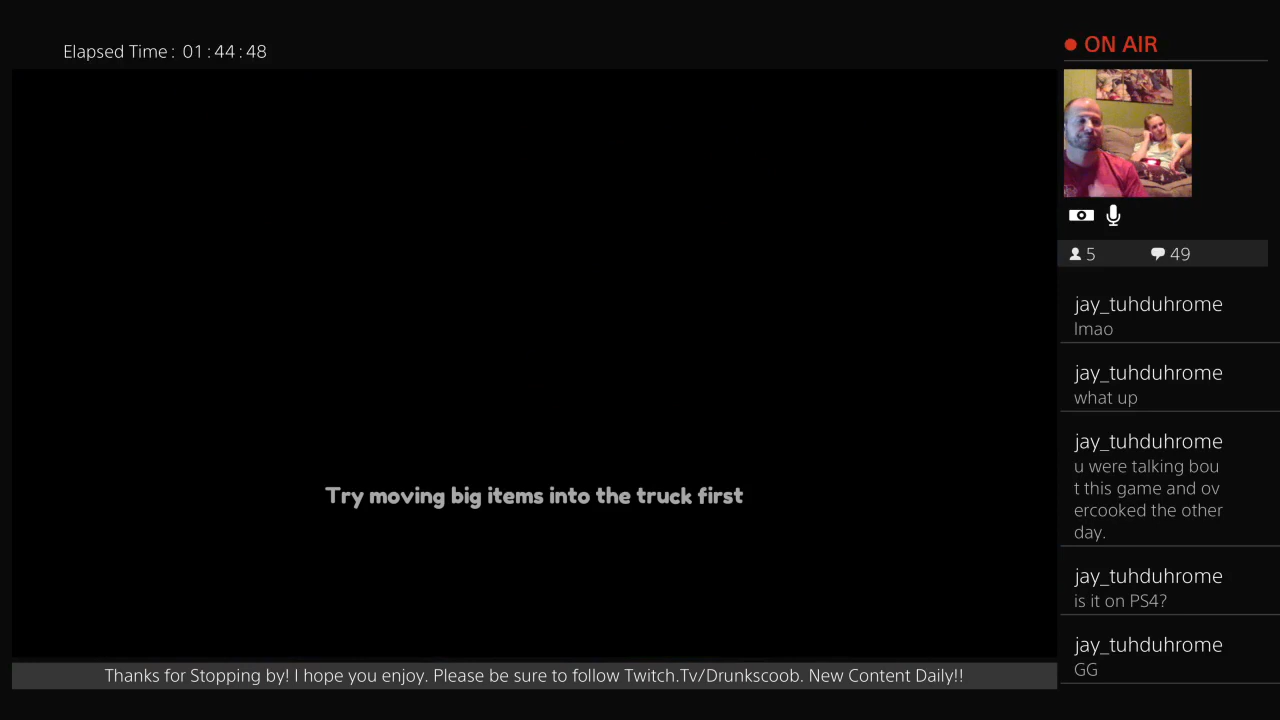 Elapsed Time: 01:44:48
ON AIR
5
49
jay_tuhduhrome
lmao
jay_tuhduhrome
what up
jay_tuhduhrome
u were talking bou
t this game and ov
ercooked the other
day.
jay_tuhduhrome
is it on PS4?
jay_tuhduhrome
GG
Try moving big items into the truck first
Thanks for Stopping by! I hope you enjoy. Please be sure to follow Twitch.Tv/Drunkscoob. New Content Daily!!